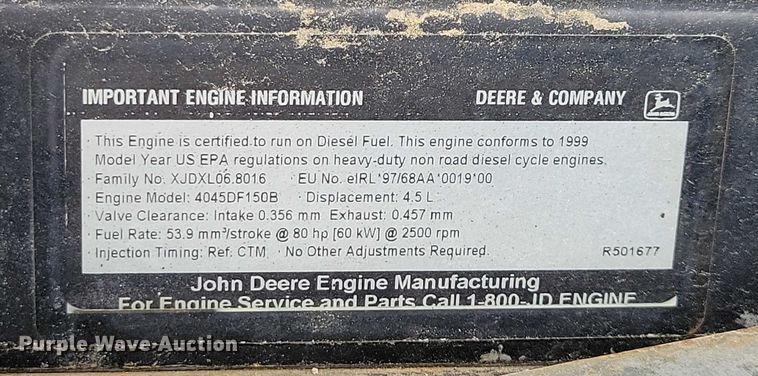 IMPORTANT ENGINE INFORMATION DEERE & COMPANY
· This Engine is certified to run on Diesel Fuel. This engine conforms to 1999
Model Year US EPA regulations on heavy-duty non road diesel cycle engines.
· Family No. XJDXL06.8016 · EU No. eIRL*97/68AA*0019*00
· Engine Model: 4045DF150B · Displacement: 4.5 L
· Valve Clearance: Intake 0.356 mm Exhaust: 0.457 mm
· Fuel Rate: 53.9 mm³/stroke @ 80 hp [60 kW] @ 2500 rpm
· Injection Timing: Ref. CTM. · No Other Adjustments Required. R501677
John Deere Engine Manufacturing
For Engine Service and Parts Call 1-800-JD ENGINE
Purple Wave Auction